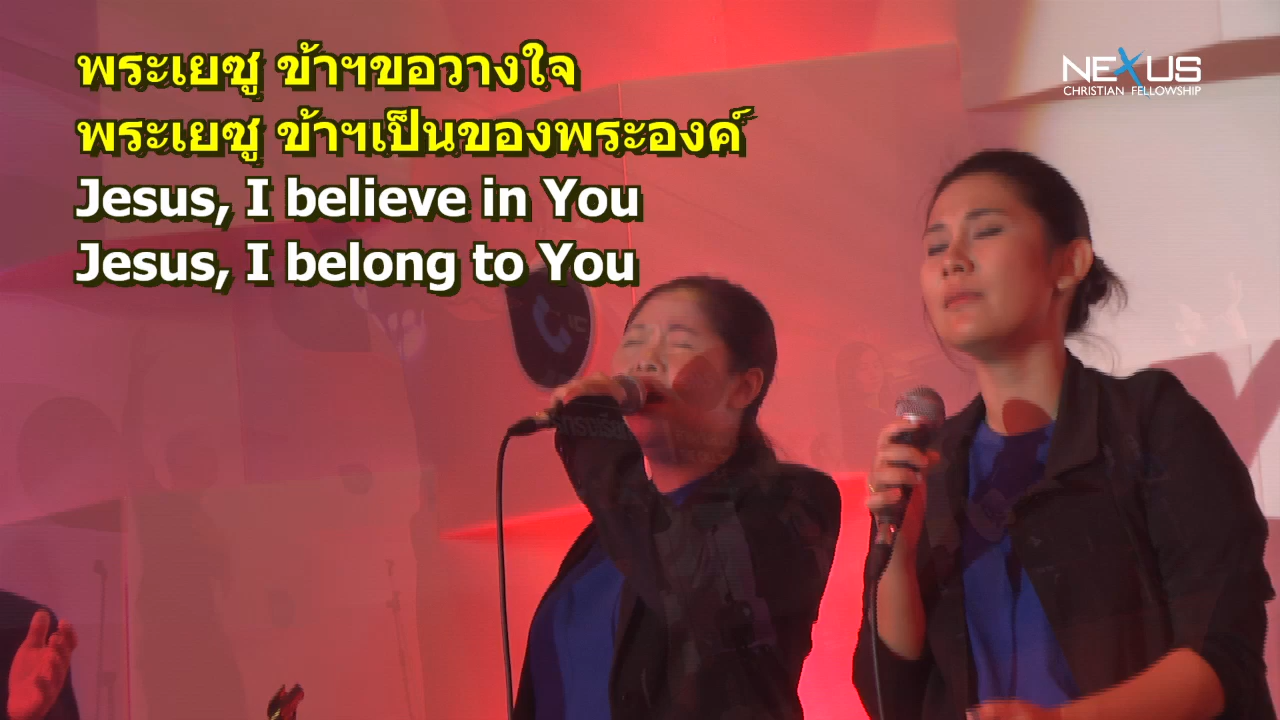 พระเยซู ข้าฯขอวางใจ
พระเยซู ข้าฯเป็นของพระองค์
Jesus, I believe in You
Jesus, I belong to You
NEXUS
CHRISTIAN FELLOWSHIP